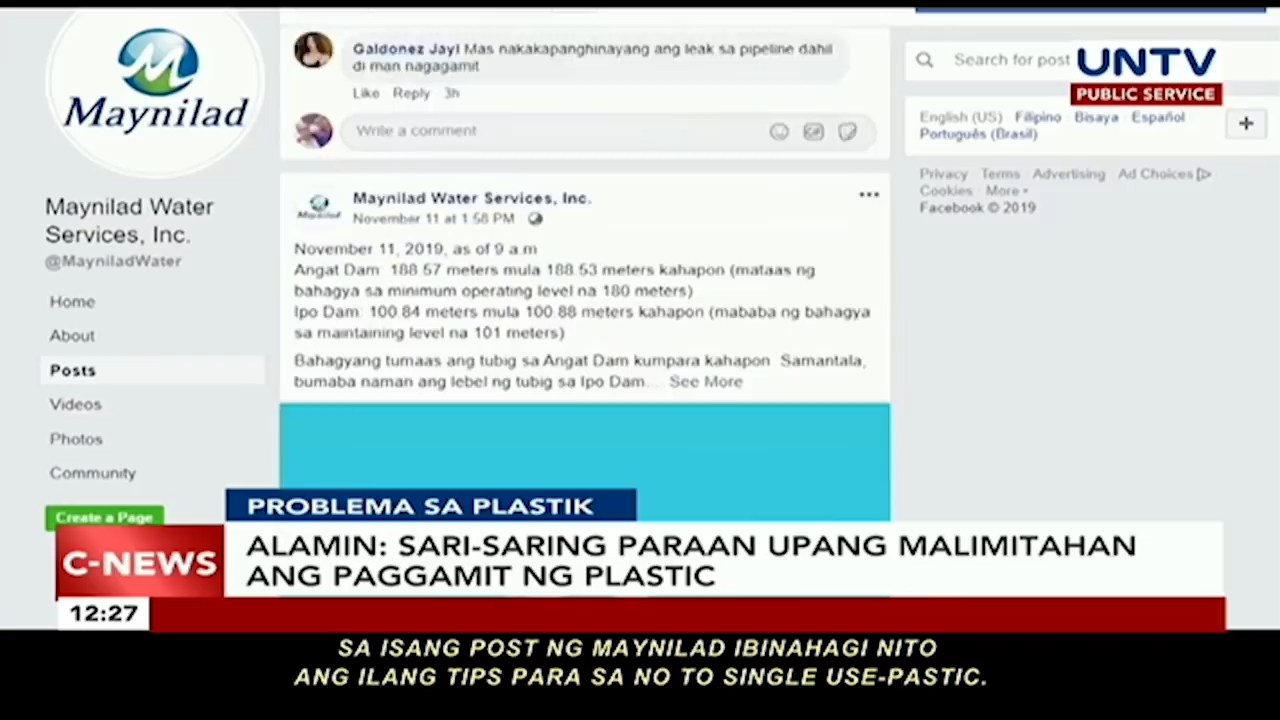 Maynilad
Maynilad Water
Services, Inc.
@MayniladWater
Home
About
Posts
Videos
Photos
Community
Create a Page
Galdonez Jayl Mas nakakapanghinayang ang leak sa pipeline dahil
di man nagagamit
Like Reply 3h
Write a comment
Maynilad
Maynilad Water Services, Inc.
November 11 at 1:58 PM
November 11, 2019, as of 9 a.m
Angat Dam: 188.57 meters mula 188.53 meters kahapon (mataas ng
bahagya sa minimum operating level na 180 meters)
Ipo Dam: 100.84 meters mula 100.88 meters kahapon (mababa ng bahagya
sa maintaining level na 101 meters)
Bahagyang tumaas ang tubig sa Angat Dam kumpara kahapon Samantala,
bumaba naman ang lebel ng tubig sa Ipo Dam... See More
Search for post
UNTV
PUBLIC SERVICE
English (US) · Filipino · Bisaya · Español
Português (Brasil)
Privacy · Terms · Advertising · Ad Choices
Cookies · More
Facebook © 2019
PROBLEMA SA PLASTIK
C-NEWS
ALAMIN: SARI-SARING PARAAN UPANG MALIMITAHAN
ANG PAGGAMIT NG PLASTIC
12:27
SA ISANG POST NG MAYNILAD IBINAHAGI NITO
ANG ILANG TIPS PARA SA NO TO SINGLE USE-PASTIC.